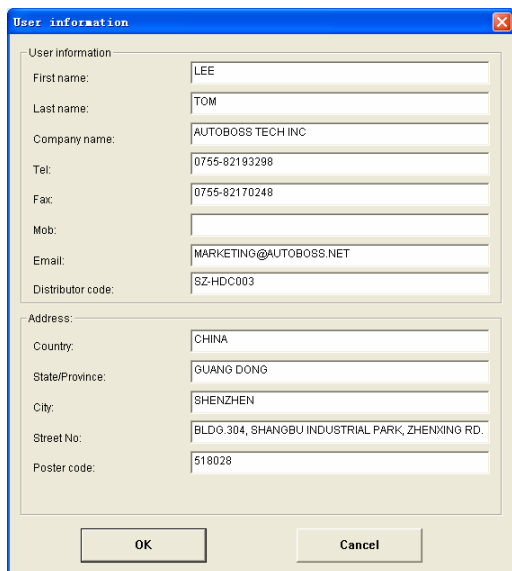 User information
User information
First name: LEE
Last name: TOM
Company name: AUTOBOSS TECH INC
Tel: 0755-82193298
Fax: 0755-82170248
Mob:
Email: MARKETING@AUTOBOSS.NET
Distributor code: SZ-HDC003
Address:
Country: CHINA
State/Province: GUANG DONG
City: SHENZHEN
Street No: BLDG.304, SHANGBU INDUSTRIAL PARK, ZHENXING RD.
Poster code: 518028
OK Cancel